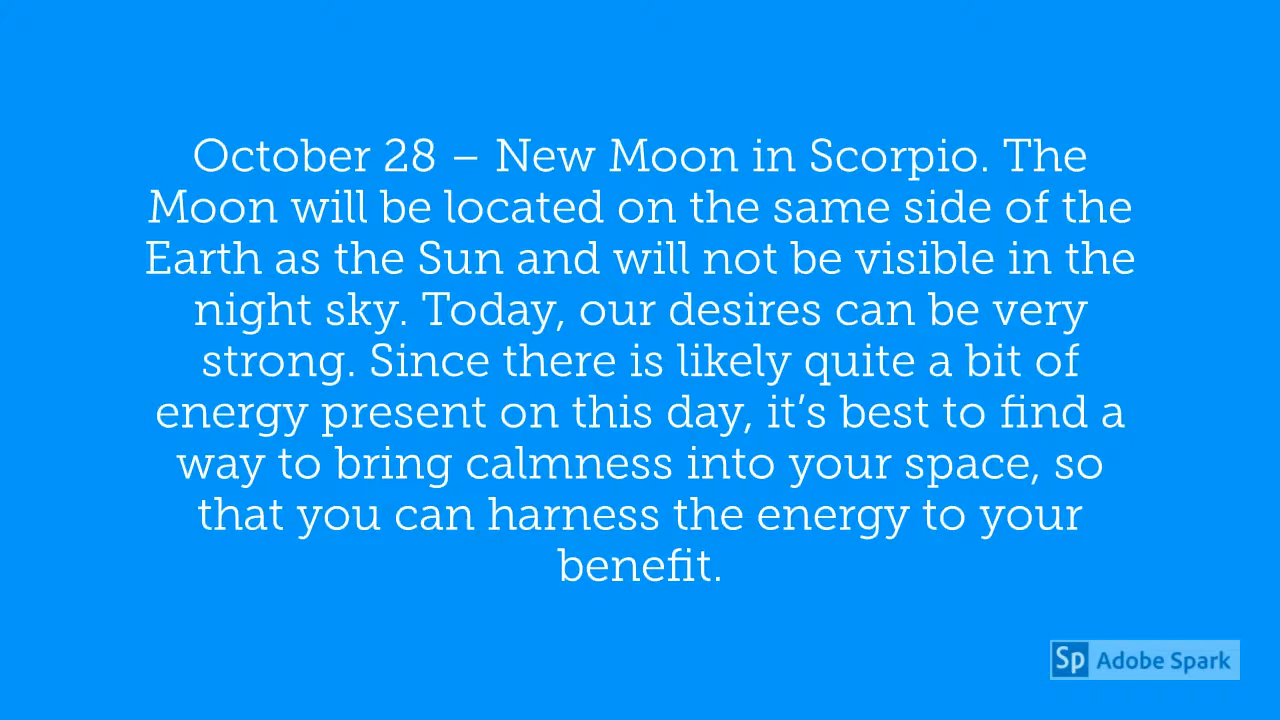 October 28 – New Moon in Scorpio. The
Moon will be located on the same side of the
Earth as the Sun and will not be visible in the
night sky. Today, our desires can be very
strong. Since there is likely quite a bit of
energy present on this day, it’s best to find a
way to bring calmness into your space, so
that you can harness the energy to your
benefit.
Sp Adobe Spark